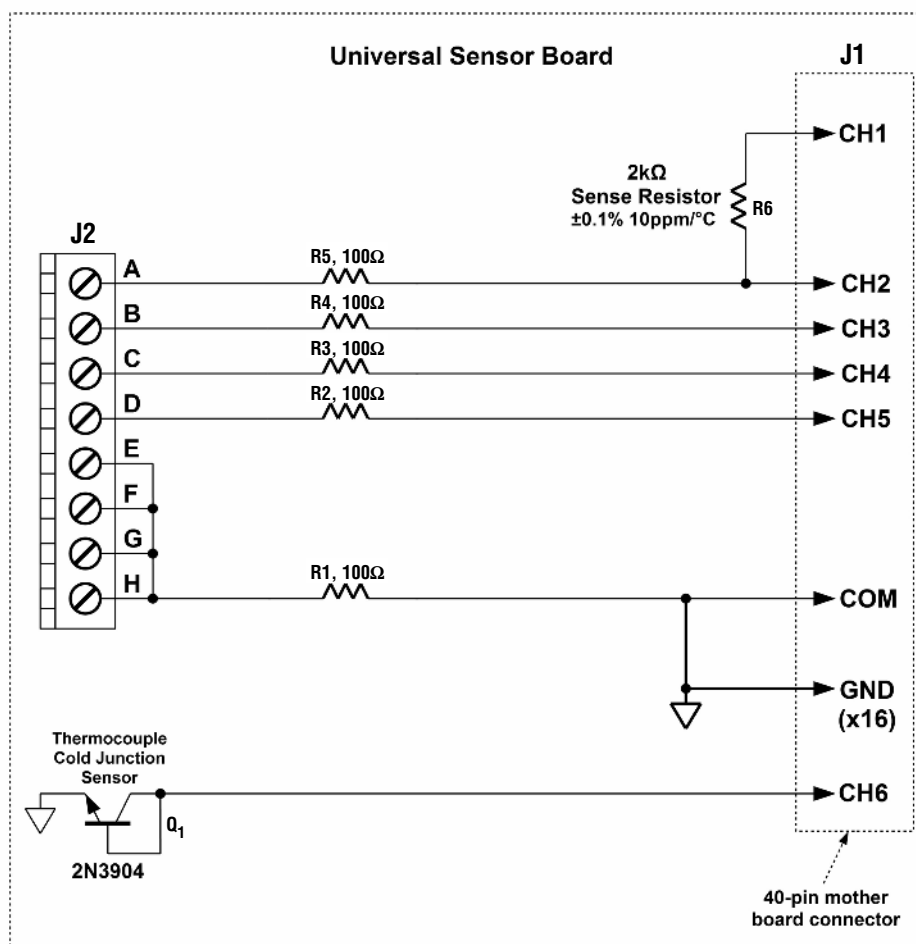 Universal Sensor Board
J1
CH1
2kΩ
Sense Resistor
±0.1% 10ppm/°C
R6
J2
A
R5, 100Ω
CH2
B
R4, 100Ω
CH3
C
R3, 100Ω
CH4
D
R2, 100Ω
CH5
E
F
G
H
R1, 100Ω
COM
GND
(x16)
Thermocouple
Cold Junction
Sensor
CH6
Q1
2N3904
40-pin mother
board connector